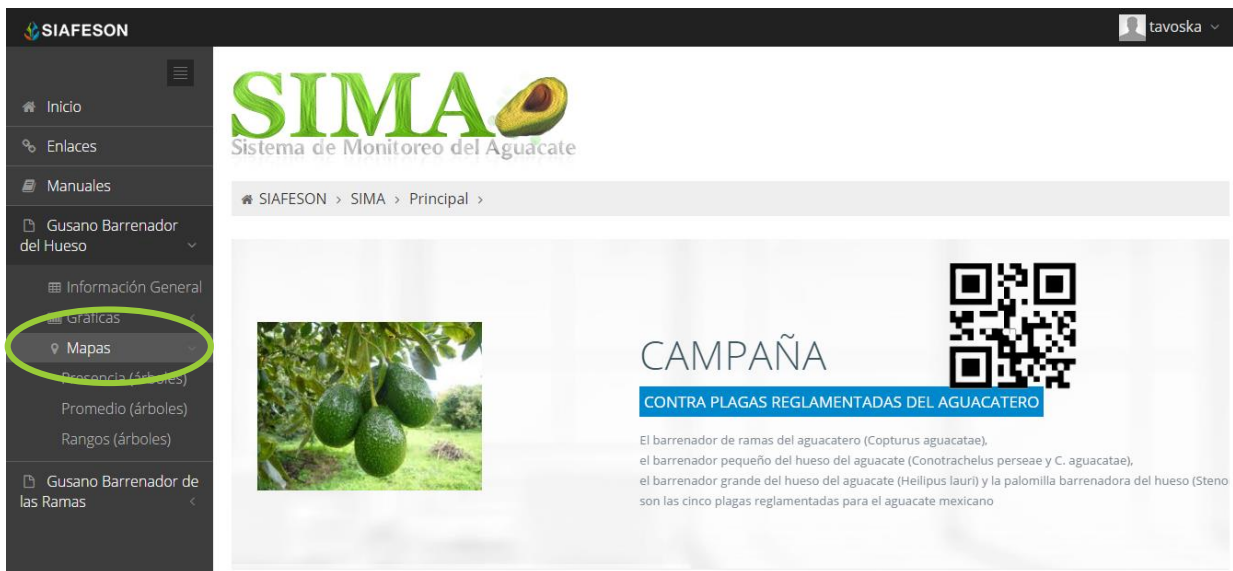 SIAFESON
tavoska
Inicio
Enlaces
Manuales
Gusano Barrenador
del Hueso
Información General
Gráficas
Mapas
Presencia (árboles)
Promedio (árboles)
Rangos (árboles)
Gusano Barrenador de
las Ramas
SIMA
Sistema de Monitoreo del Aguacate
SIAFESON > SIMA > Principal >
CAMPAÑA
CONTRA PLAGAS REGLAMENTADAS DEL AGUACATERO
El barrenador de ramas del aguacatero (Copturus aguacatae),
el barrenador pequeño del hueso del aguacate (Conotrachelus perseae y C. aguacatae),
el barrenador grande del hueso del aguacate (Heilipus lauri) y la palomilla barrenadora del hueso (Steno
son las cinco plagas reglamentadas para el aguacate mexicano